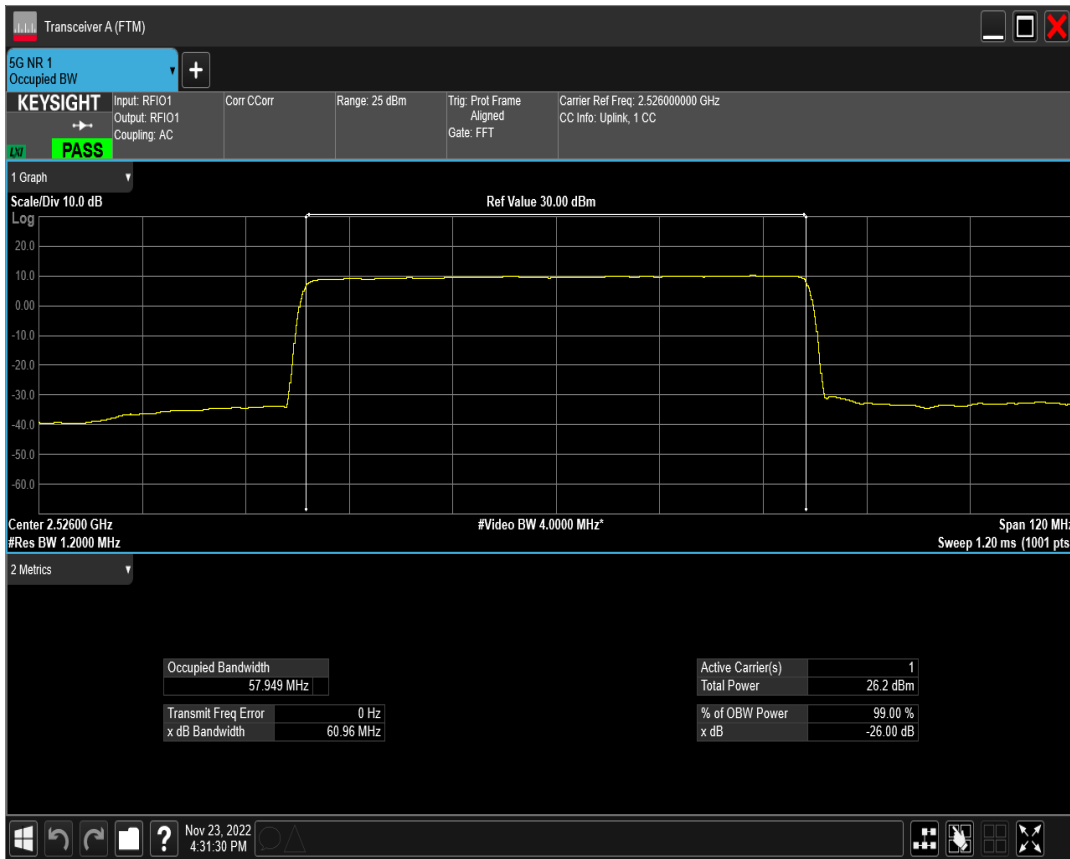 Transceiver A (FTM)
5G NR 1
Occupied BW
+
KEYSIGHT
LXI
PASS
Input: RFIO1
Output: RFIO1
Coupling: AC
Corr CCorr
Range: 25 dBm
Trig: Prot Frame
Aligned
Gate: FFT
Carrier Ref Freq: 2.526000000 GHz
CC Info: Uplink, 1 CC
1 Graph
Scale/Div 10.0 dB
Ref Value 30.00 dBm
Log
20.0
10.0
0.00
-10.0
-20.0
-30.0
-40.0
-50.0
-60.0
Center 2.52600 GHz
#Video BW 4.0000 MHz*
Span 120 MHz
#Res BW 1.2000 MHz
Sweep 1.20 ms (1001 pts
2 Metrics
Occupied Bandwidth
57.949 MHz
Transmit Freq Error 0 Hz
x dB Bandwidth 60.96 MHz
Active Carrier(s) 1
Total Power 26.2 dBm
% of OBW Power 99.00 %
x dB -26.00 dB
?
Nov 23, 2022
4:31:30 PM